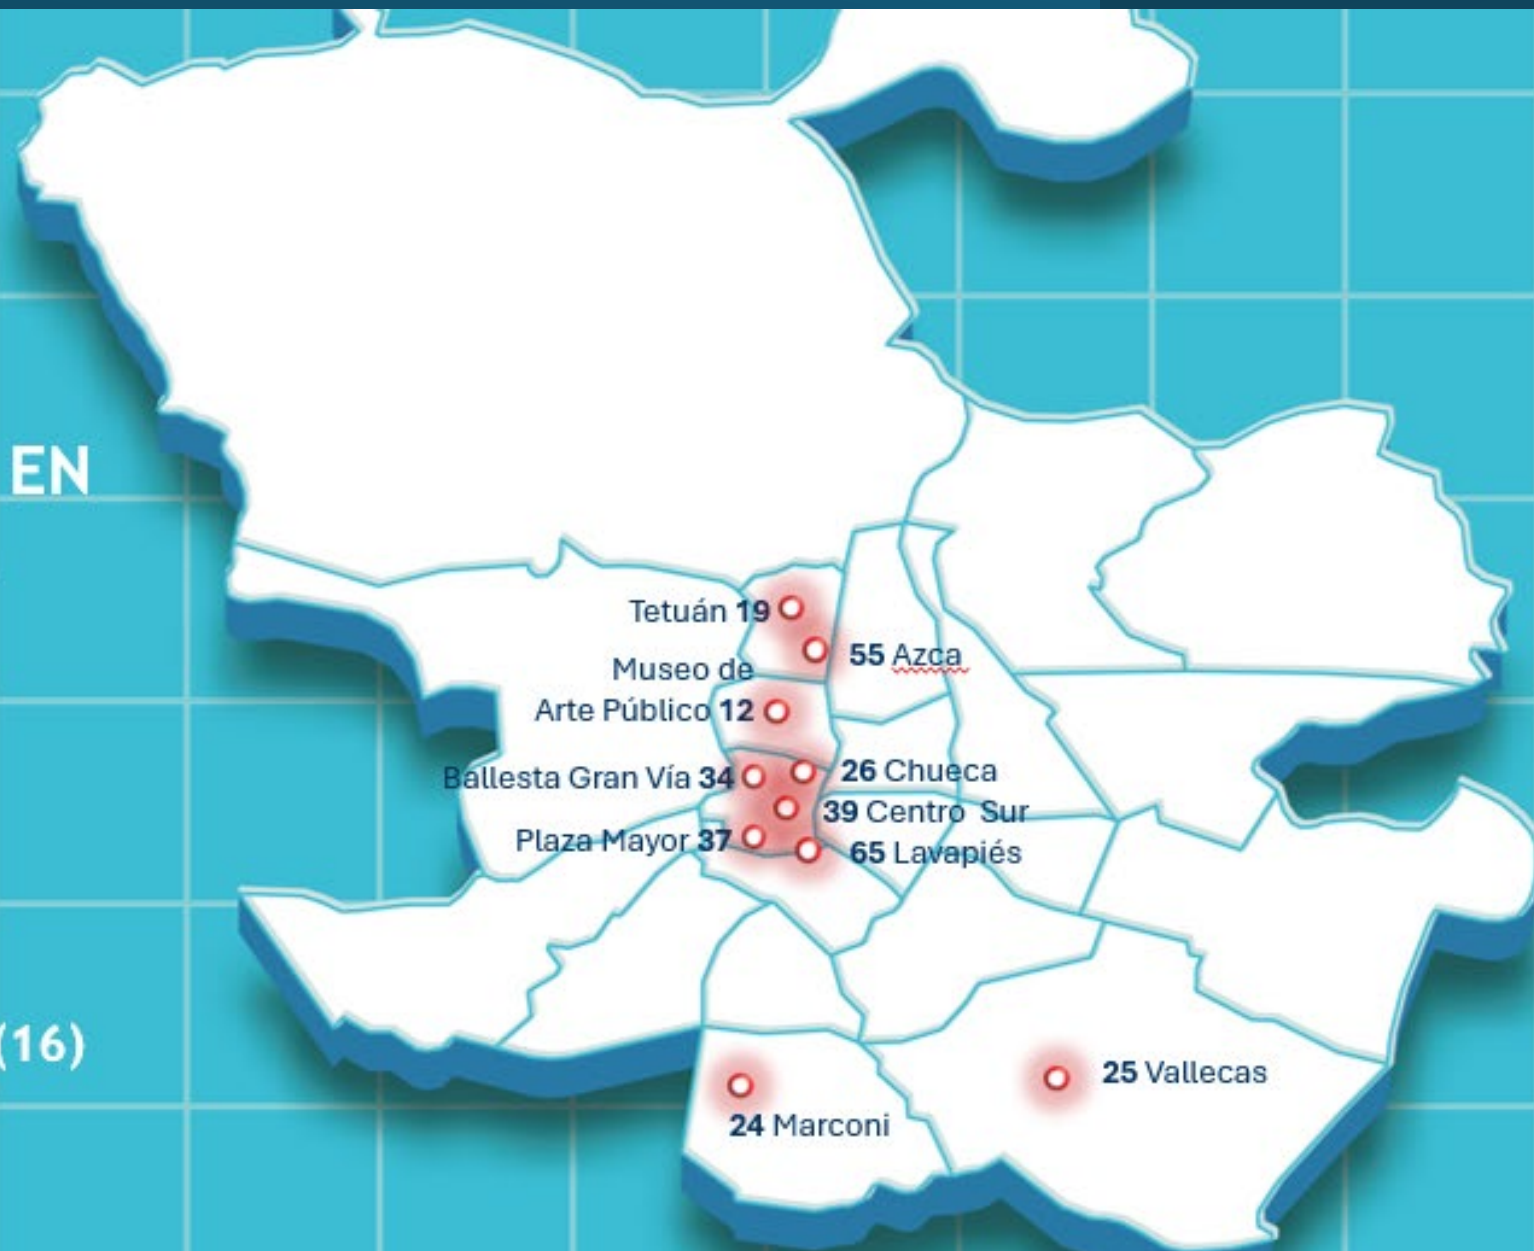 EN
Tetuán 19
55 Azca
Museo de
Arte Público 12
Ballesta Gran Vía 34
26 Chueca
39 Centro Sur
Plaza Mayor 37
65 Lavapiés
(16)
25 Vallecas
24 Marconi